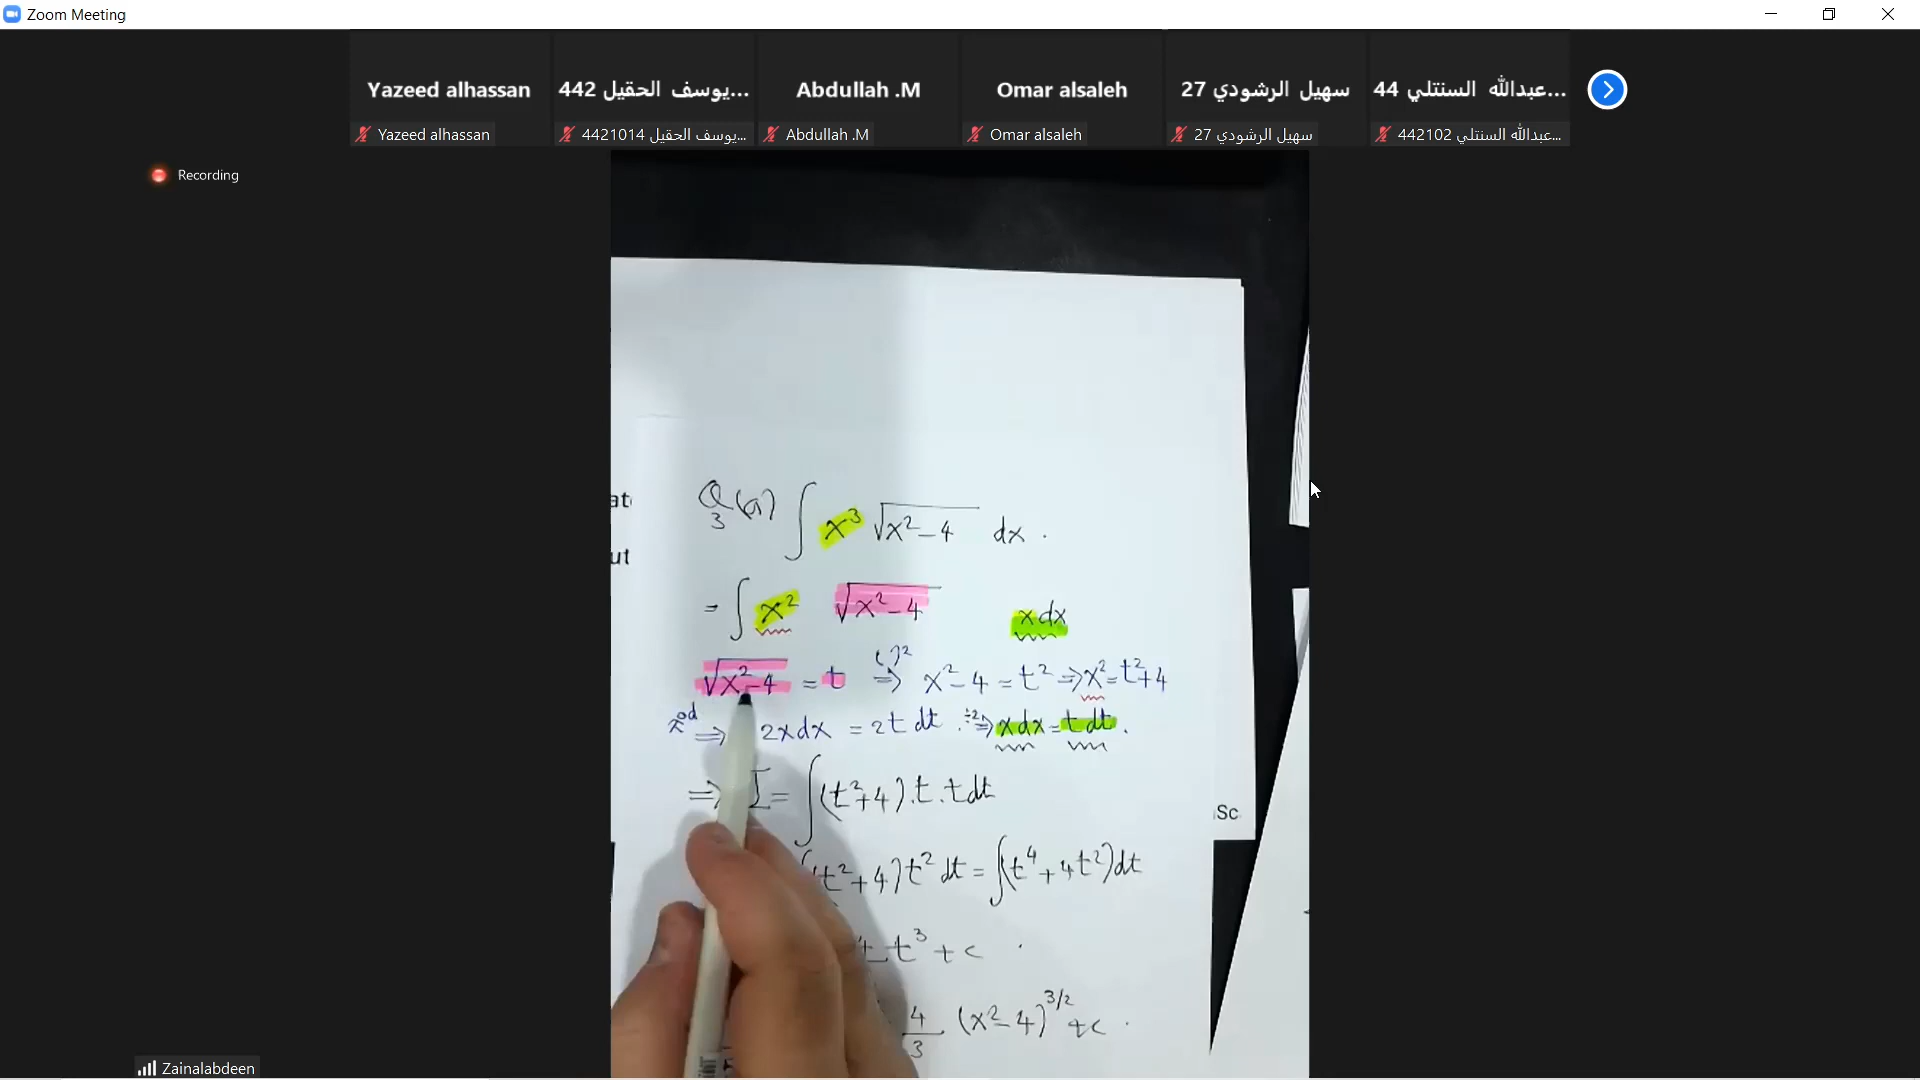 Zoom Meeting
Yazeed alhassan
يوسف الحقيل 442...
Abdullah .M
Omar alsaleh
سهيل الرشودي 27
عبدالله السنتلي 44...
Yazeed alhassan
يوسف الحقيل 4421014...
Abdullah .M
Omar alsaleh
سهيل الرشودي 27
عبدالله السنتلي 442102...
Recording
Q3 (a) ∫ x³ √(x²-4) dx .
= ∫ x² √(x²-4) x dx
√(x²-4) = t ⇒ ( )² x²-4 = t² ⇒ x² = t²+4
⇒ 2x dx = 2t dt ÷2 ⇒ x dx = t dt .
⇒ I = ∫ (t²+4).t.t dt
(t²+4) t² dt = ∫ (t⁴ + 4t²) dt
t³ + c
4/3 (x²-4)^3/2 + c .
Sc
Zainalabdeen